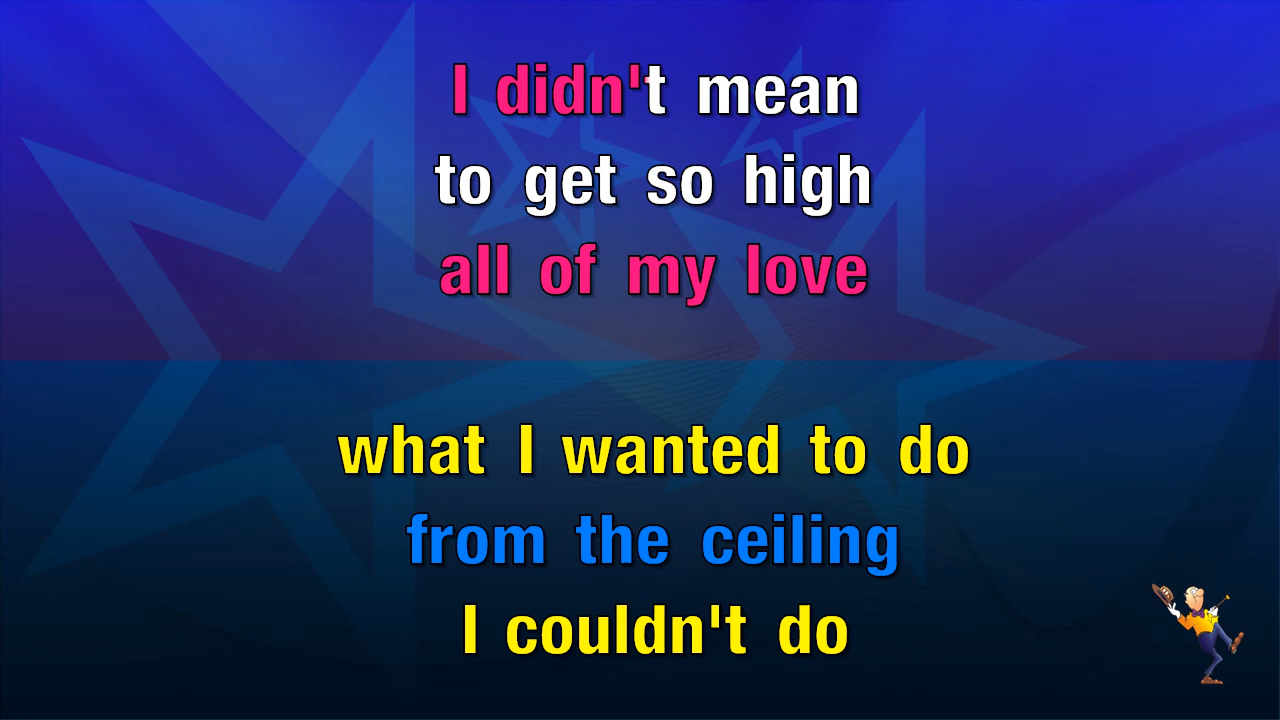 I didn't mean
to get so high
all of my love
what I wanted to do
from the ceiling
I couldn't do